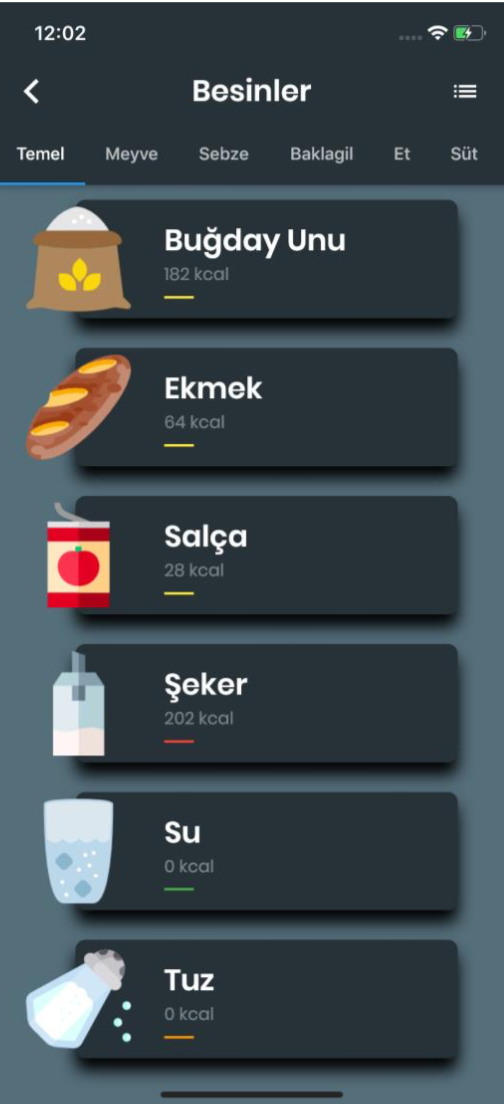 12:02
Besinler
Temel Meyve Sebze Baklagil Et Süt
Buğday Unu
182 kcal
Ekmek
64 kcal
Salça
28 kcal
Şeker
202 kcal
Su
0 kcal
Tuz
0 kcal